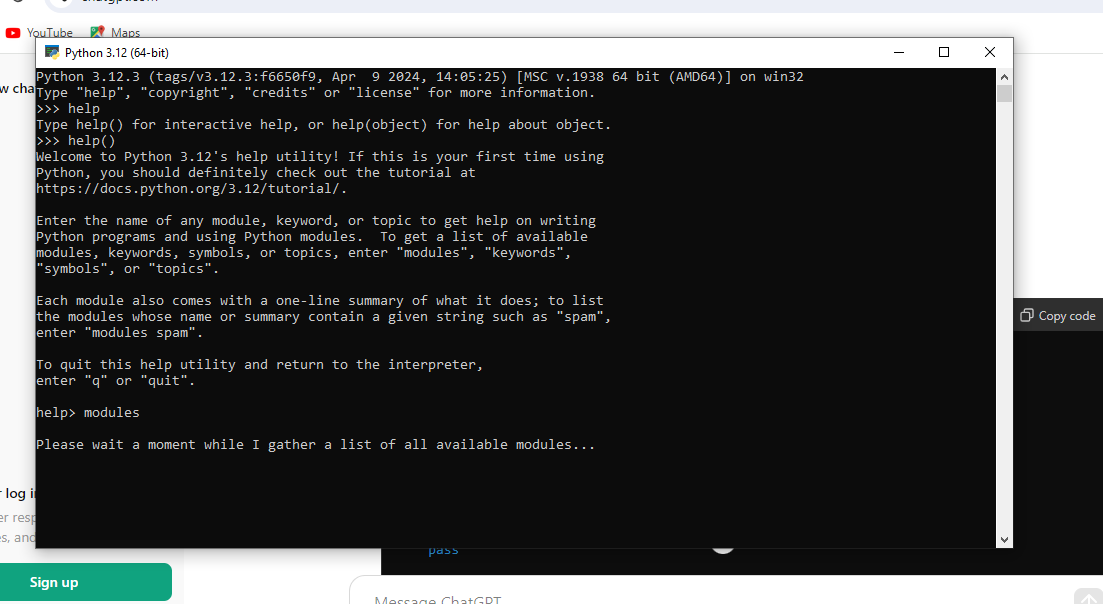 YouTube
Maps
Python 3.12 (64-bit)
Python 3.12.3 (tags/v3.12.3:f6650f9, Apr  9 2024, 14:05:25) [MSC v.1938 64 bit (AMD64)] on win32
Type "help", "copyright", "credits" or "license" for more information.
>>> help
Type help() for interactive help, or help(object) for help about object.
>>> help()
Welcome to Python 3.12's help utility! If this is your first time using
Python, you should definitely check out the tutorial at
https://docs.python.org/3.12/tutorial/.
Enter the name of any module, keyword, or topic to get help on writing
Python programs and using Python modules.  To get a list of available
modules, keywords, symbols, or topics, enter "modules", "keywords",
"symbols", or "topics".
Each module also comes with a one-line summary of what it does; to list
the modules whose name or summary contain a given string such as "spam",
enter "modules spam".
To quit this help utility and return to the interpreter,
enter "q" or "quit".
help> modules
Please wait a moment while I gather a list of all available modules...
Copy code
log in
pass
Sign up
Message ChatGPT